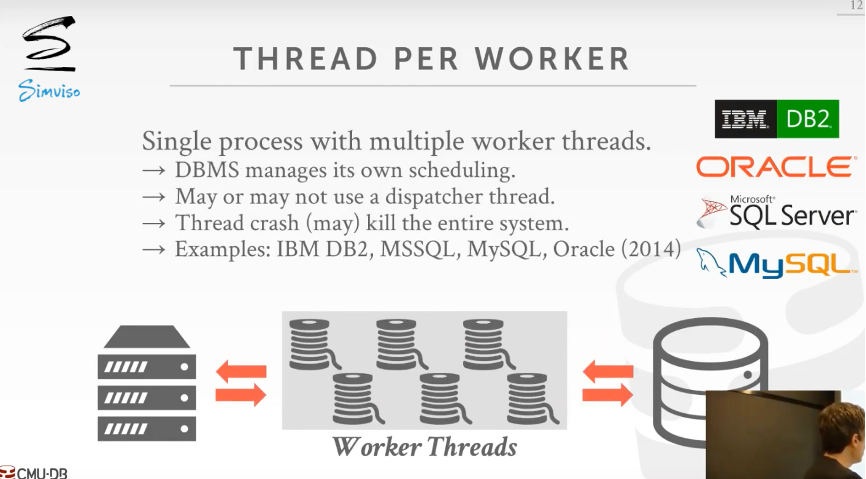 12
Simviso
THREAD PER WORKER
Single process with multiple worker threads.
→ DBMS manages its own scheduling.
→ May or may not use a dispatcher thread.
→ Thread crash (may) kill the entire system.
→ Examples: IBM DB2, MSSQL, MySQL, Oracle (2014)
IBM DB2
ORACLE
Microsoft
SQL Server
MySQL
Worker Threads
CMU·DB